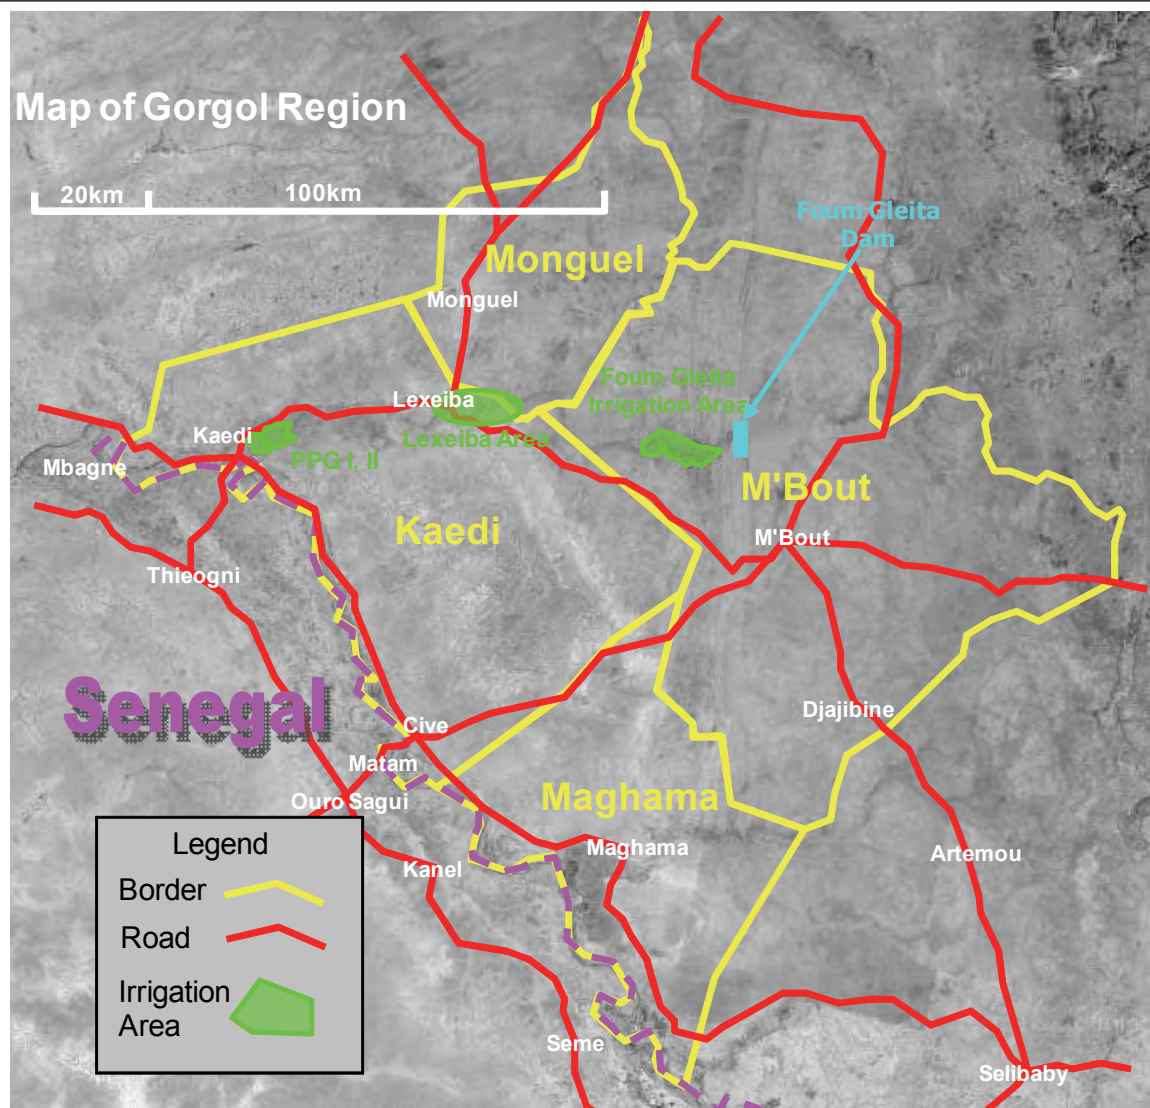 Map of Gorgol Region
20km
100km
Foum Gleita
Dam
Monguel
Monguel
Foum Gleita
Irrigation Area
Lexeiba
Lexeiba Area
Kaedi
PPG I, II
Mbagne
M'Bout
Kaedi
M'Bout
Thieogni
Senegal
Djajibine
Cive
Matam
Ouro Sagui
Maghama
Maghama
Artemou
Kanel
Legend
Border
Road
Irrigation
Area
Seme
Selibaby